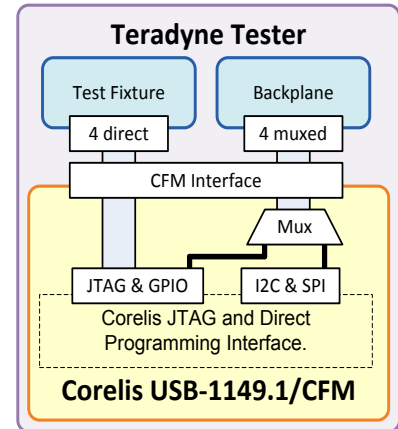 Teradyne Tester
Test Fixture
Backplane
4 direct
4 muxed
CFM Interface
Mux
JTAG & GPIO
I2C & SPI
Corelis JTAG and Direct
Programming Interface.
Corelis USB-1149.1/CFM